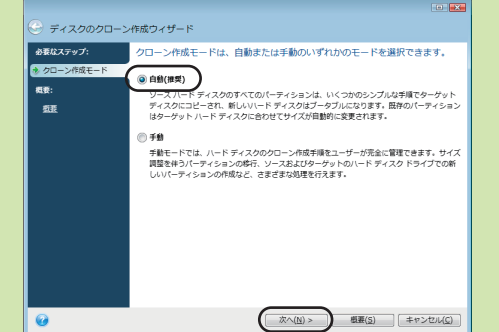 ディスクのクローン作成ウィザード
必要なステップ:
クローン作成モード
概要:
概要
クローン作成モードは、自動または手動のいずれかのモードを選択できます。
自動(推奨)
ソース ハード ディスクのすべてのパーティションは、いくつかのシンプルな手順でターゲット
ディスクにコピーされ、新しいハード ディスクはブータブルになります。既存のパーティション
はターゲット ハード ディスクに合わせてサイズが自動的に変更されます。
手動
手動モードでは、ハード ディスクのクローン作成手順をユーザーが完全に管理できます。サイズ
調整を伴うパーティションの移行、ソースおよびターゲットのハード ディスク ドライブでの新
しいパーティションの作成など、さまざまな処理を行えます。
次へ(N) >
概要(S)
キャンセル(C)